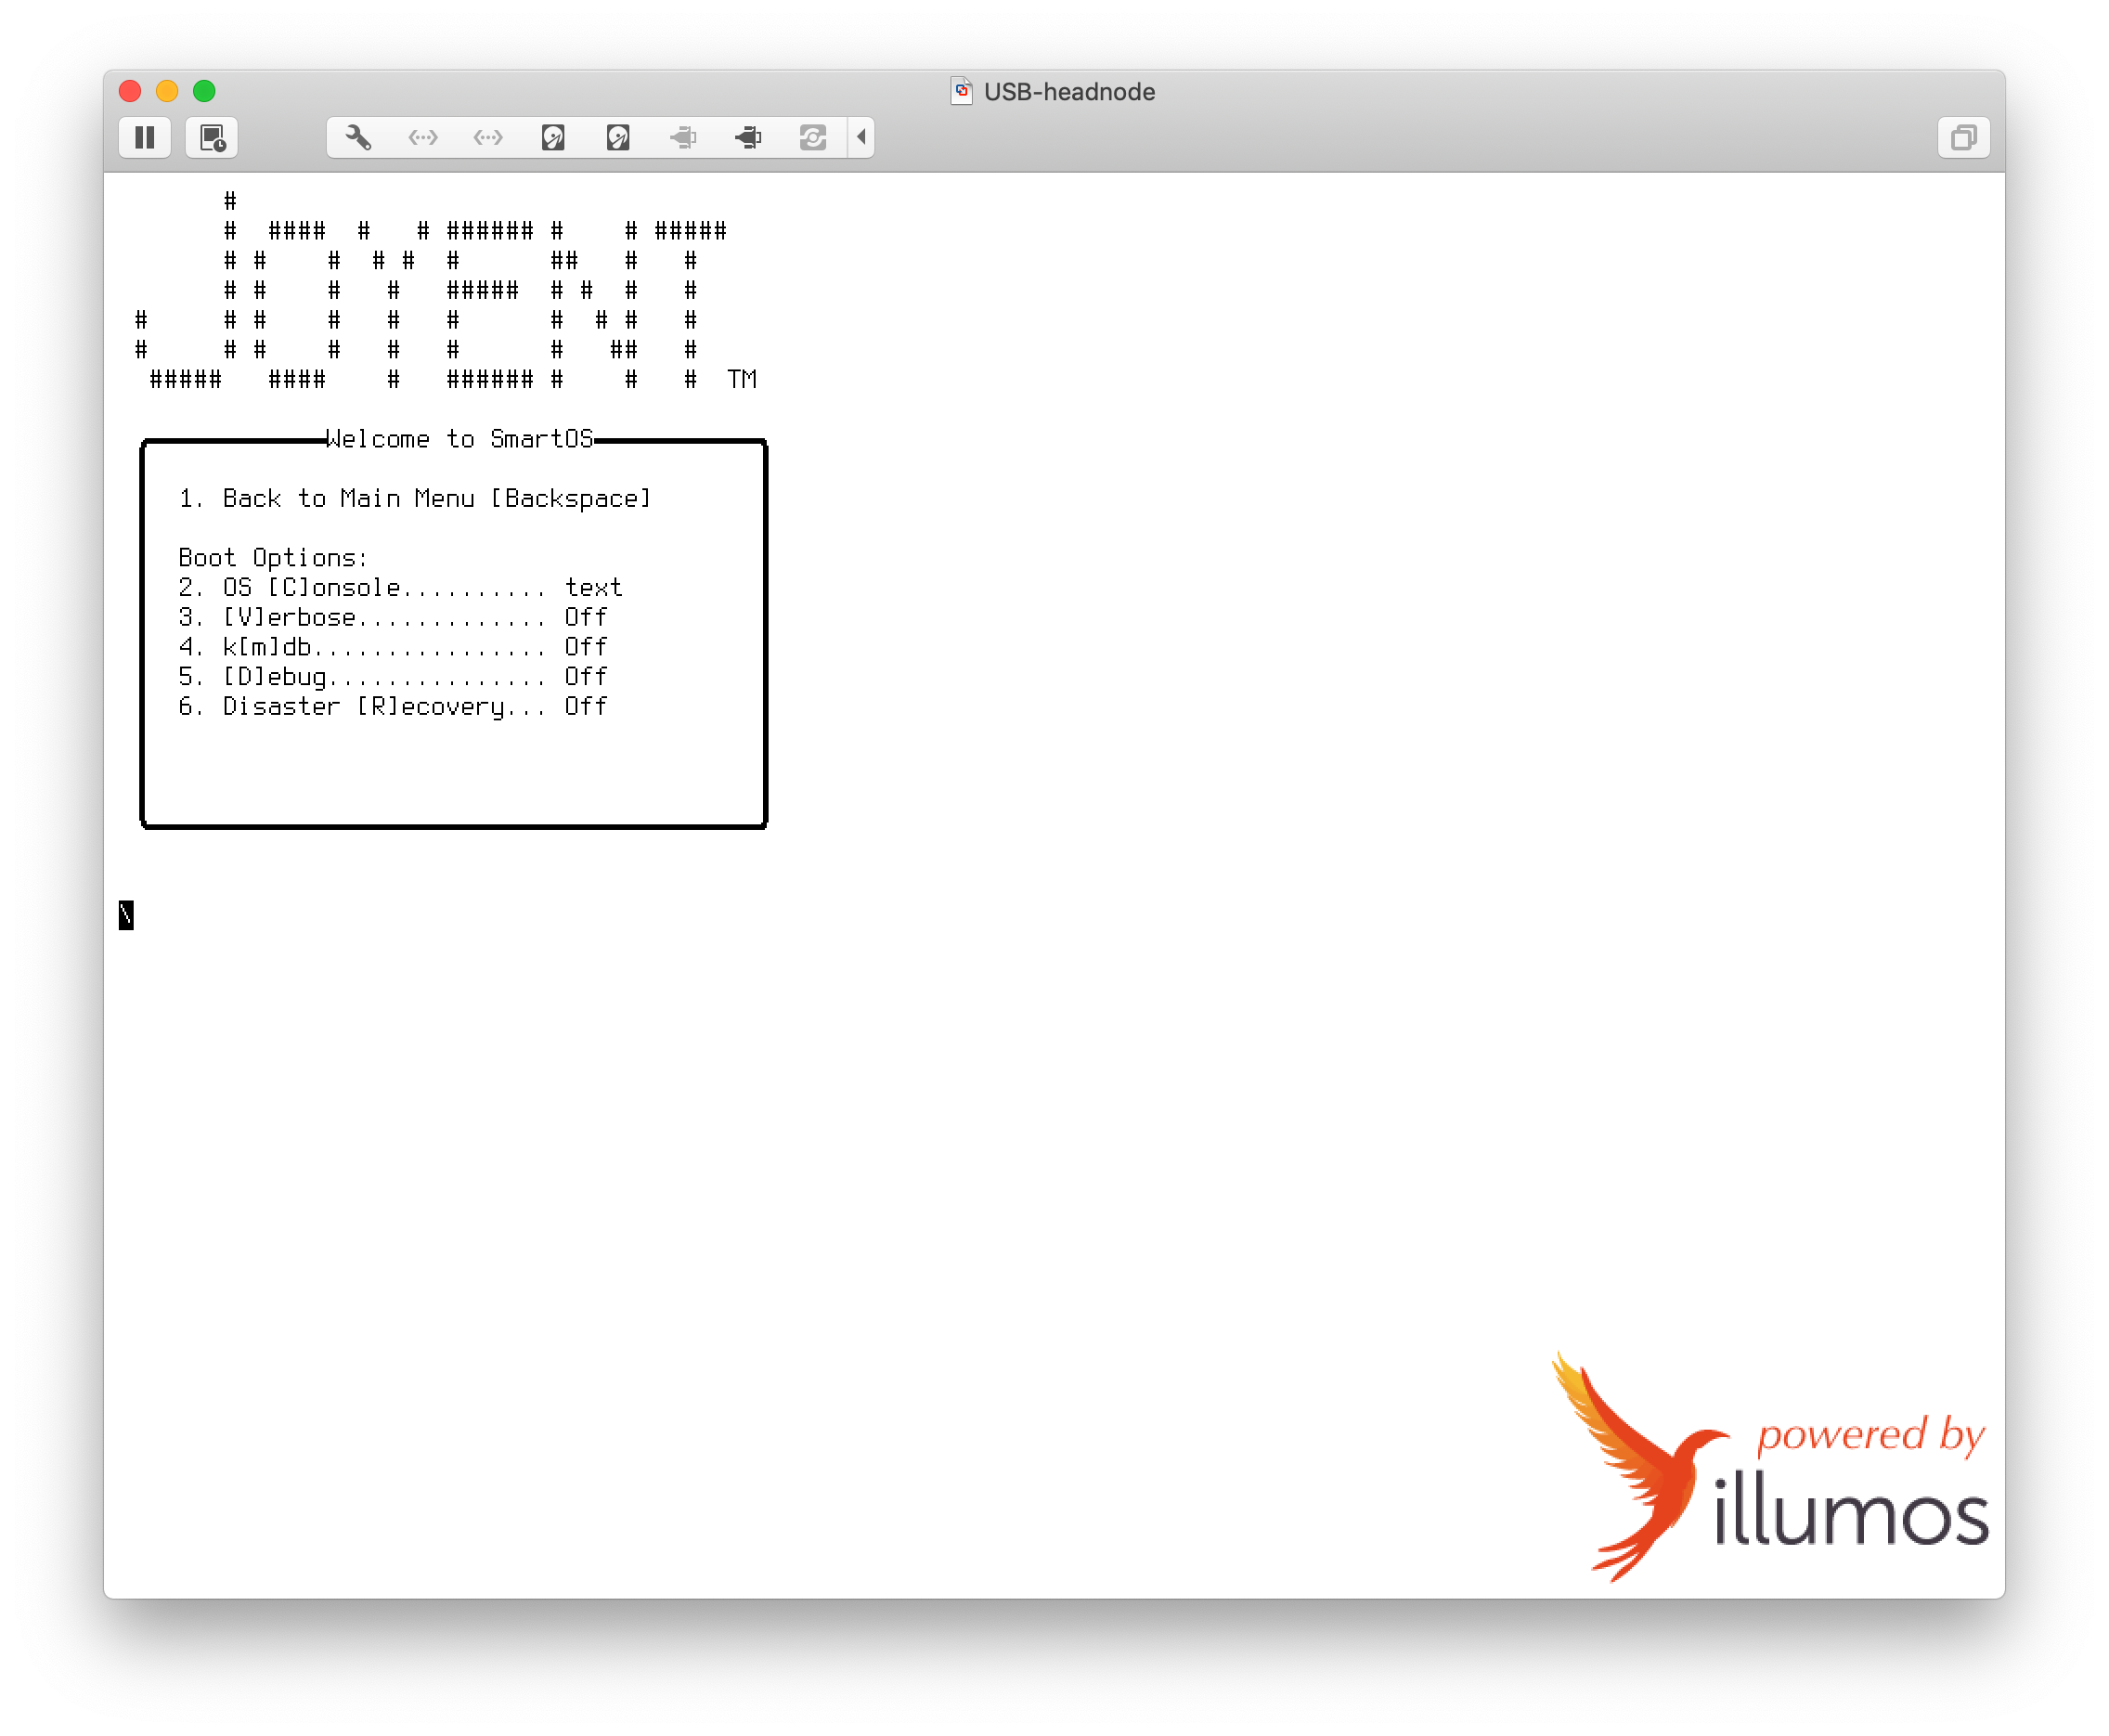 USB-headnode
      #
      #  ####  #   # ###### #    # #####
      # #    #  # #  #      ##   #   #
      # #    #   #   #####  # #  #   #
#     # #    #   #   #      #  # #   #
#     # #    #   #   #      #   ##   #
 #####   ####    #   ###### #    #   #  TM
Welcome to SmartOS
1. Back to Main Menu [Backspace]
Boot Options:
2. OS [C]onsole.......... text
3. [V]erbose............. Off
4. k[m]db................ Off
5. [D]ebug............... Off
6. Disaster [R]ecovery... Off
\
powered by
illumos